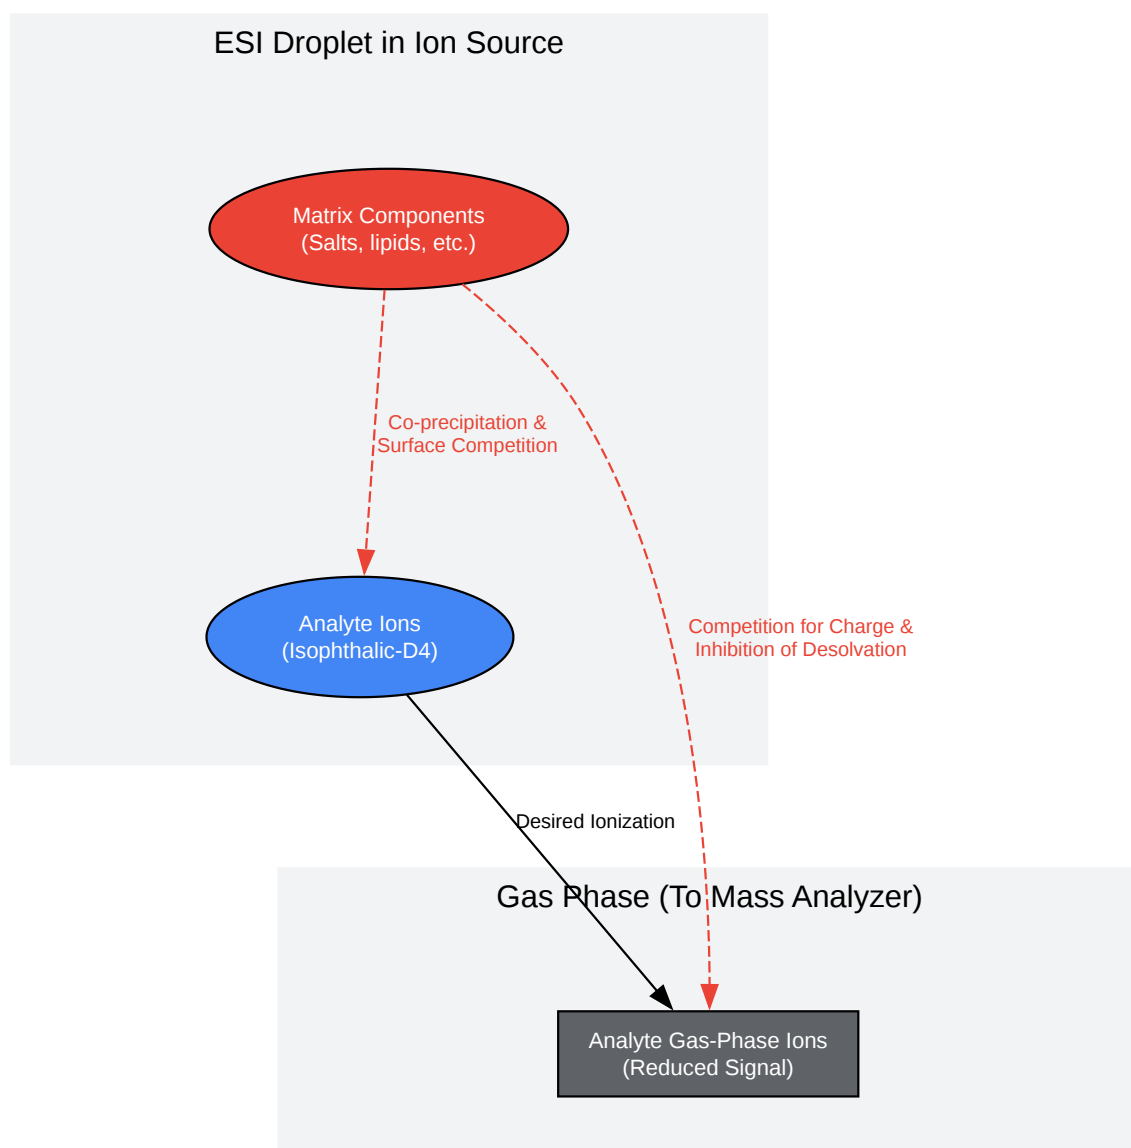 ESI Droplet in Ion Source
Matrix Components
(Salts, lipids, etc.)
Co-precipitation &
Surface Competition
Analyte Ions
(Isophthalic-D4)
Competition for Charge &
Inhibition of Desolvation
Desired Ionization
Gas Phase (To Mass Analyzer)
Analyte Gas-Phase Ions
(Reduced Signal)